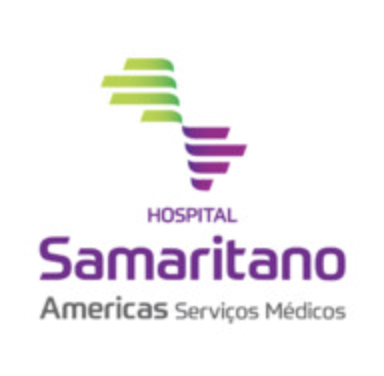 HOSPITAL
Samaritano
Americas Serviços Médicos